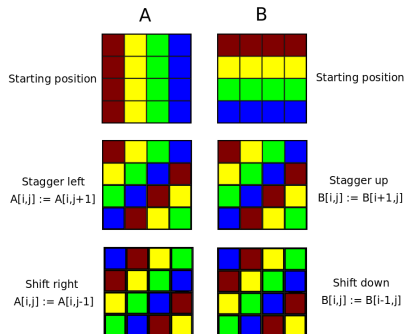 A
B
Starting position
Starting position
Stagger left
A[i,j] := A[i,j+1]
Stagger up
B[i,j] := B[i+1,j]
Shift right
A[i,j] := A[i,j-1]
Shift down
B[i,j] := B[i-1,j]